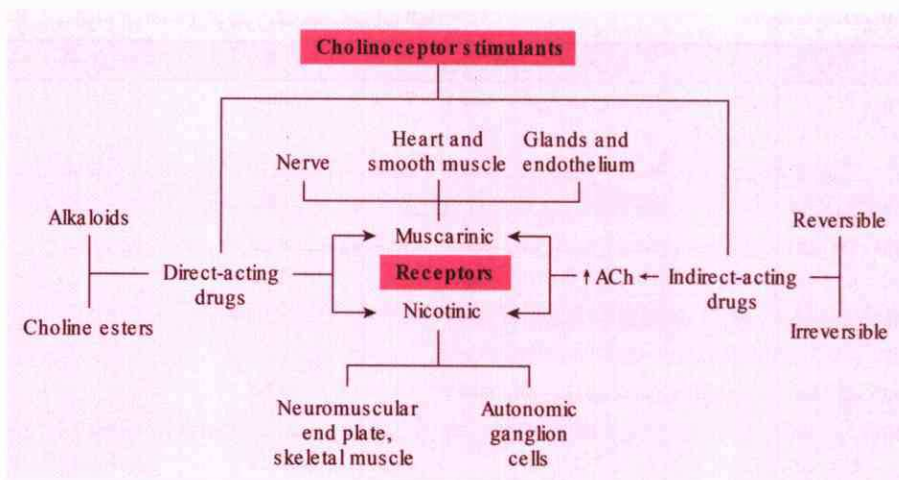 Cholinoceptor stimulants
Nerve
Heart and
smooth muscle
Glands and
endothelium
Alkaloids
Choline esters
Direct-acting
drugs
Muscarinic
Receptors
Nicotinic
↑ ACh
Indirect-acting
drugs
Reversible
Irreversible
Neuromuscular
end plate,
skeletal muscle
Autonomic
ganglion
cells